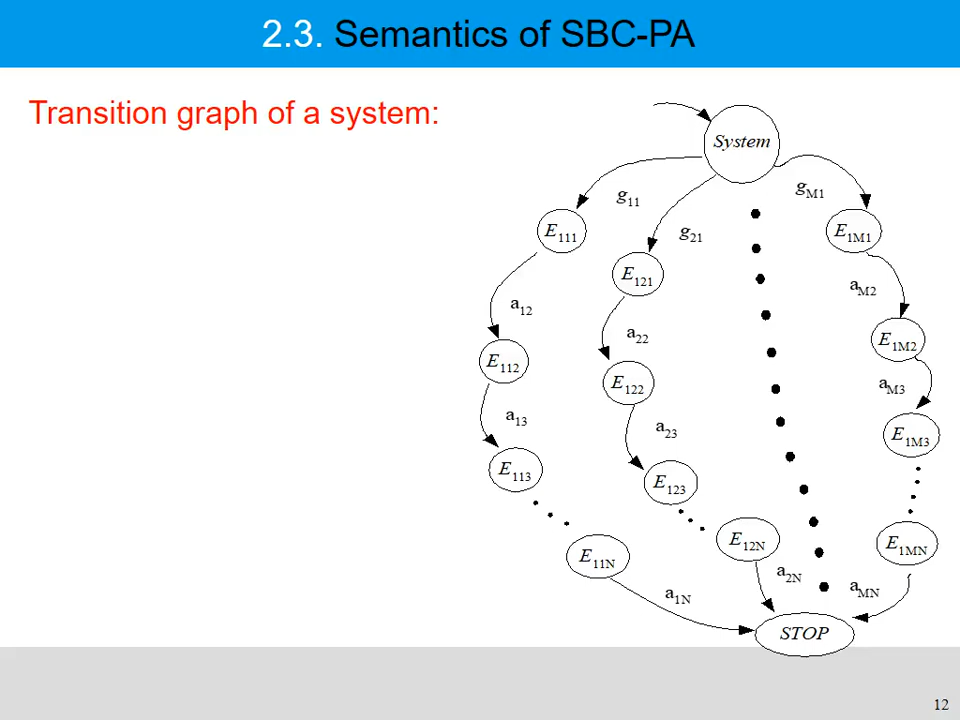 2.3. Semantics of SBC-PA
Transition graph of a system:
System
g11
g21
gM1
E111
E121
E1M1
a12
a22
aM2
E112
E122
E1M2
a13
a23
aM3
E113
E123
E1M3
E11N
E12N
E1MN
a1N
a2N
aMN
STOP
12